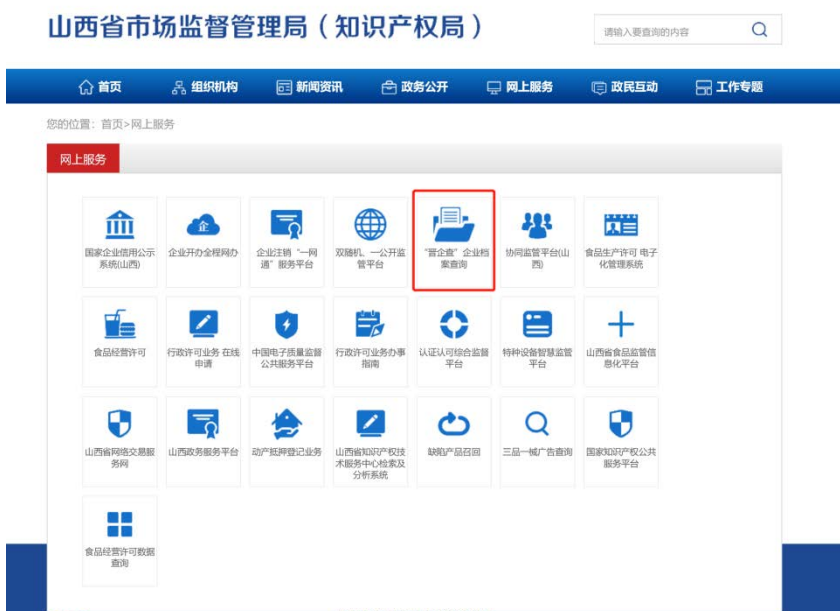 山西省市场监督管理局（知识产权局）
请输入要查询的内容
首页 组织机构 新闻资讯 政务公开 网上服务 政民互动 工作专题
您的位置：首页>网上服务
网上服务
企
国家企业信用公示
系统(山西)
企业开办全程网办
企业注销“一网
通”服务平台
双随机、一公开监
管平台
“晋企查”企业档
案查询
协同监管平台(山
西)
食品生产许可 电子
化管理系统
食品经营许可
行政许可业务 在线
申请
中国电子质量监督
公共服务平台
行政许可业务办事
指南
认证认可综合监督
平台
特种设备智慧监管
平台
山西省食品监管信
息化平台
山西省网络交易服
务网
山西政务服务平台
动产抵押登记业务
山西省知识产权技
术服务中心检索及
分析系统
缺陷产品召回
三品一械广告查询
国家知识产权公共
服务平台
食品经营许可数据
查询